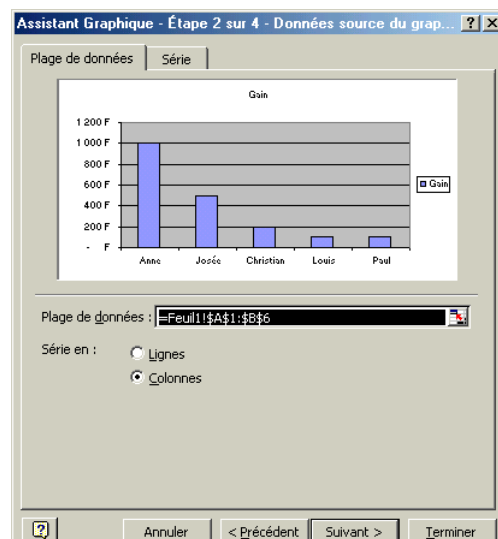 Assistant Graphique - Étape 2 sur 4 - Données source du grap...
Plage de données
Série
Gain
1 200 F
1 000 F
800 F
600 F
400 F
200 F
- F
Anne Josée Christian Louis Paul
Gain
Plage de données : =Feuil1!$A$1:$B$6
Série en :
Lignes
Colonnes
Annuler
< Précédent
Suivant >
Terminer